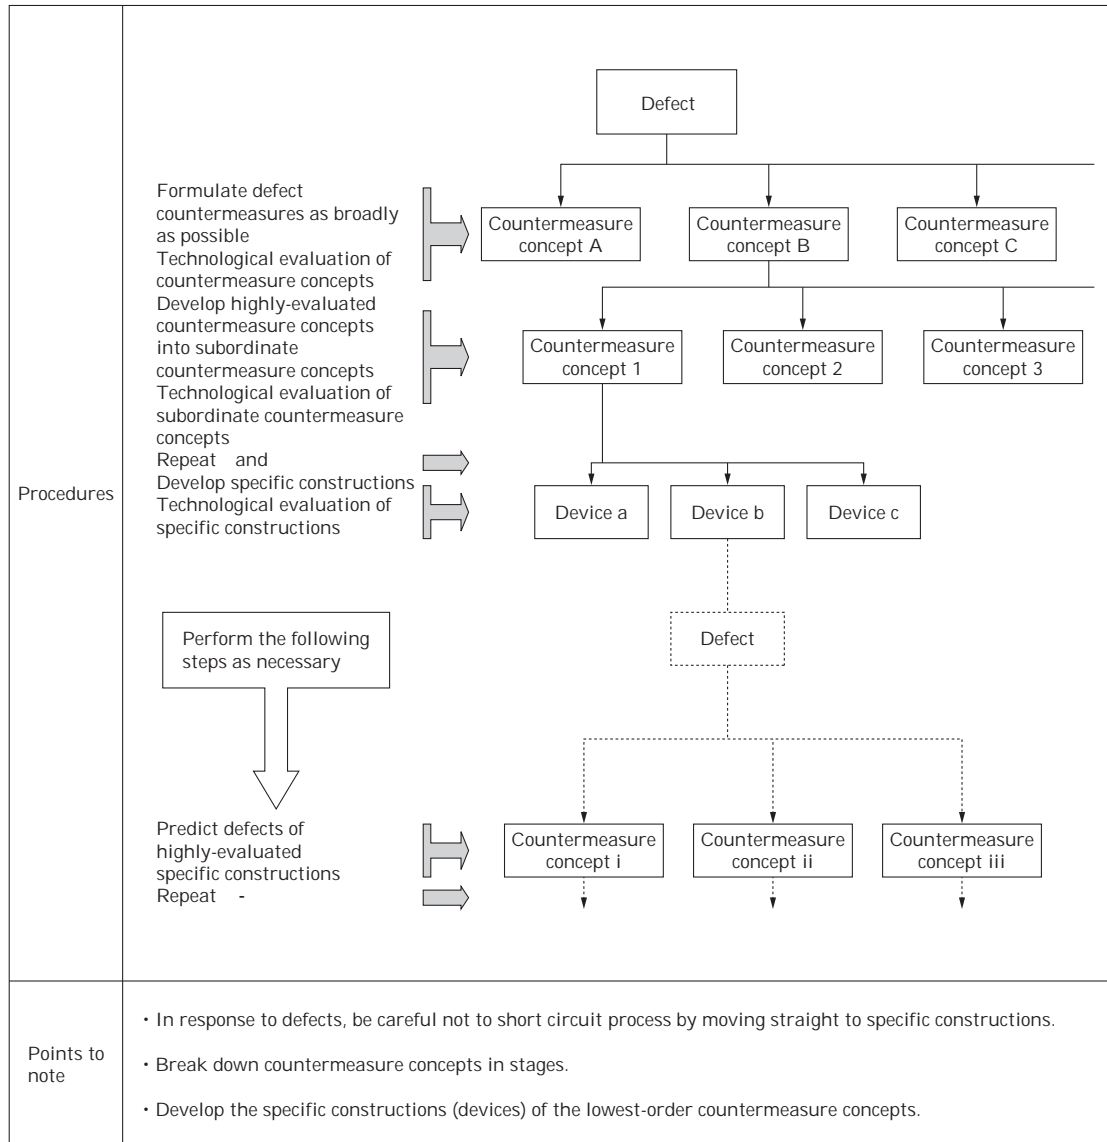 Procedures
Defect
Formulate defect
countermeasures as broadly
as possible
Technological evaluation of
countermeasure concepts
Develop highly-evaluated
countermeasure concepts
into subordinate
countermeasure concepts
Technological evaluation of
subordinate countermeasure
concepts
Repeat and
Develop specific constructions
Technological evaluation of
specific constructions
Countermeasure
concept A
Countermeasure
concept B
Countermeasure
concept C
Countermeasure
concept 1
Countermeasure
concept 2
Countermeasure
concept 3
Device a
Device b
Device c
Defect
Perform the following
steps as necessary
Predict defects of
highly-evaluated
specific constructions
Repeat -
Countermeasure
concept i
Countermeasure
concept ii
Countermeasure
concept iii
Points to
note
・In response to defects, be careful not to short circuit process by moving straight to specific constructions.
・Break down countermeasure concepts in stages.
・Develop the specific constructions (devices) of the lowest-order countermeasure concepts.